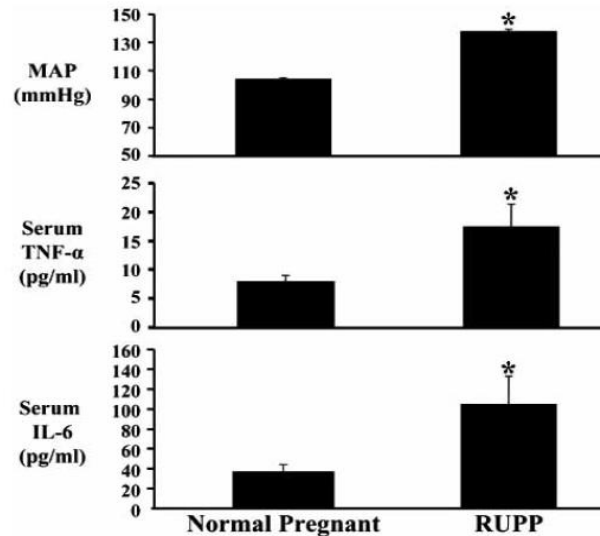 150
130
110
90
70
50
MAP
(mmHg)
*
25
20
15
10
5
0
Serum
TNF-α
(pg/ml)
*
160
140
120
100
80
60
40
20
0
Serum
IL-6
(pg/ml)
*
Normal Pregnant RUPP